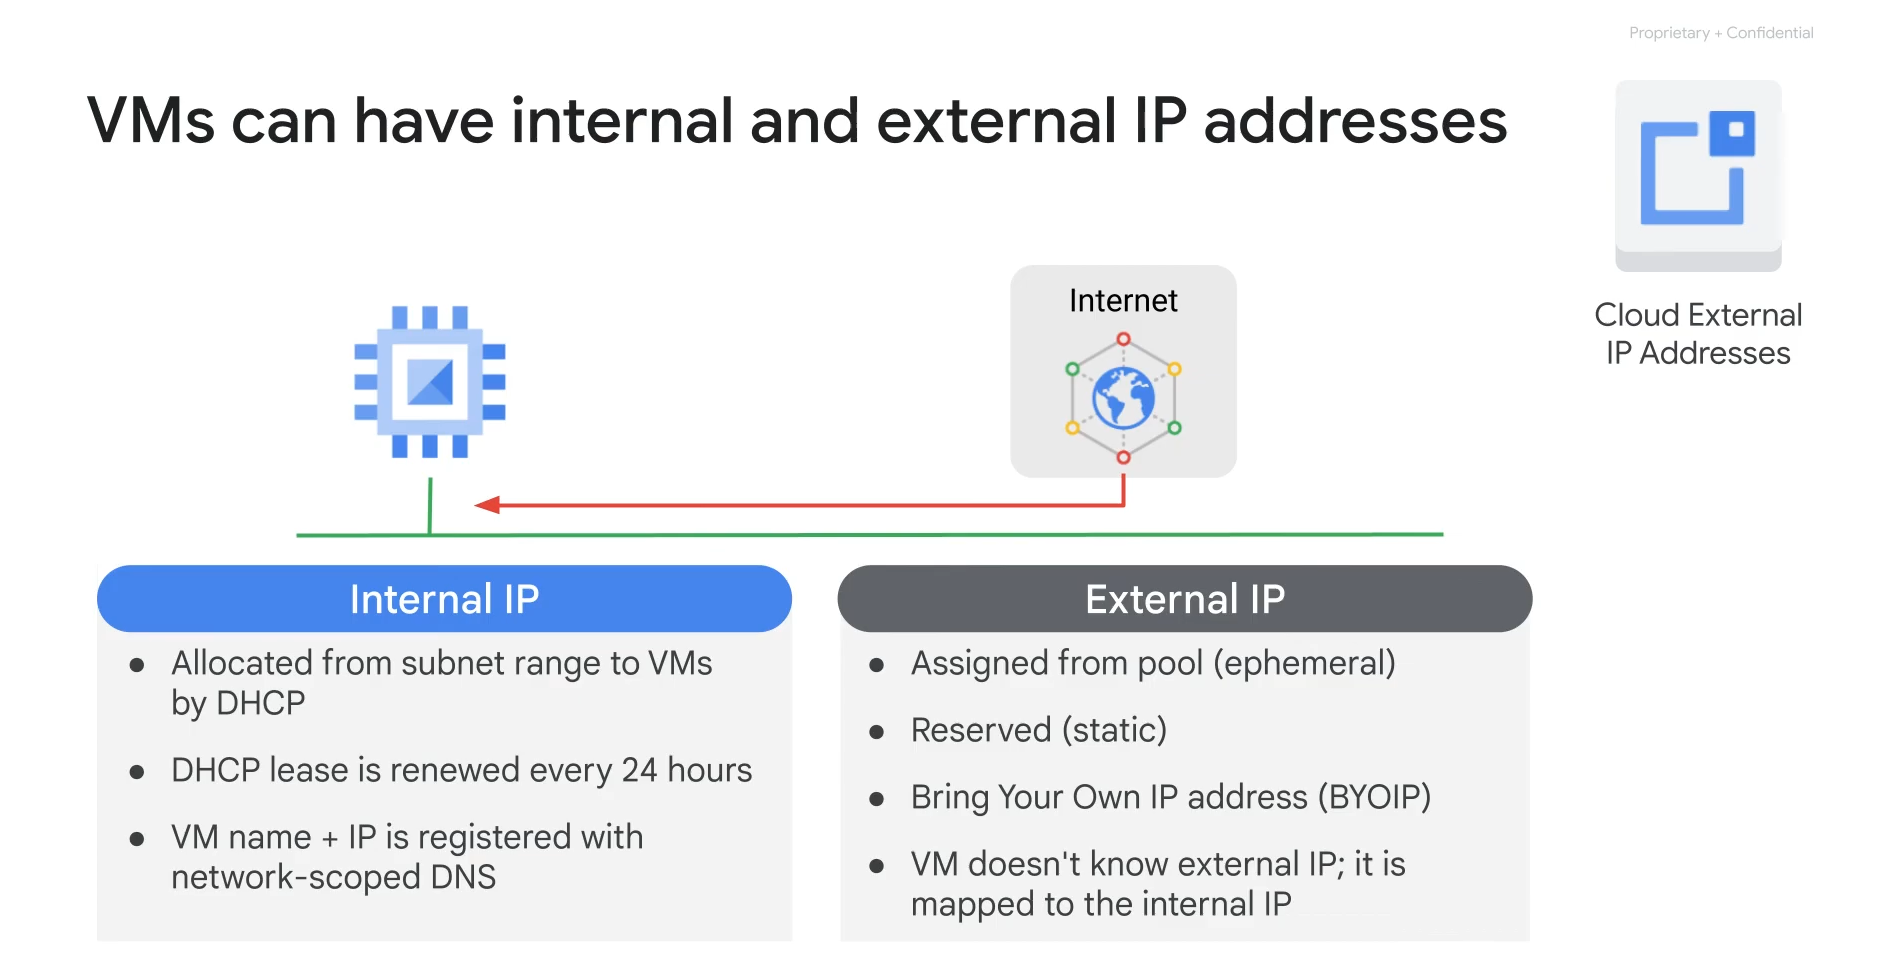 Proprietary + Confidential
VMs can have internal and external IP addresses
Cloud External
IP Addresses
Internet
Internal IP
● Allocated from subnet range to VMs
by DHCP
● DHCP lease is renewed every 24 hours
● VM name + IP is registered with
network-scoped DNS
External IP
● Assigned from pool (ephemeral)
● Reserved (static)
● Bring Your Own IP address (BYOIP)
● VM doesn't know external IP; it is
mapped to the internal IP